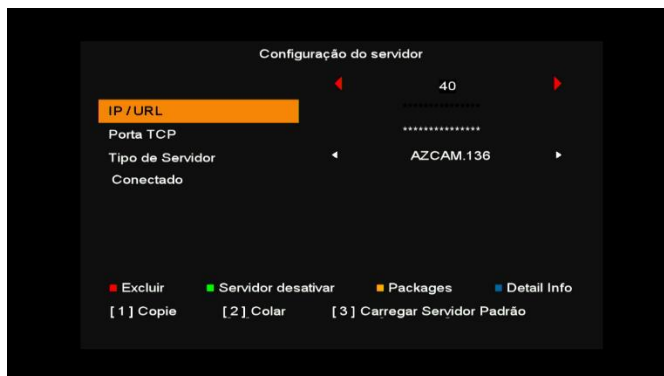 Configuração do servidor
40
IP / URL ***************
Porta TCP ***************
Tipo de Servidor AZCAM.136
Conectado
Excluir Servidor desativar Packages Detail Info
[ 1 ] Copie [ 2 ] Colar [ 3 ] Carregar Servidor Padrão